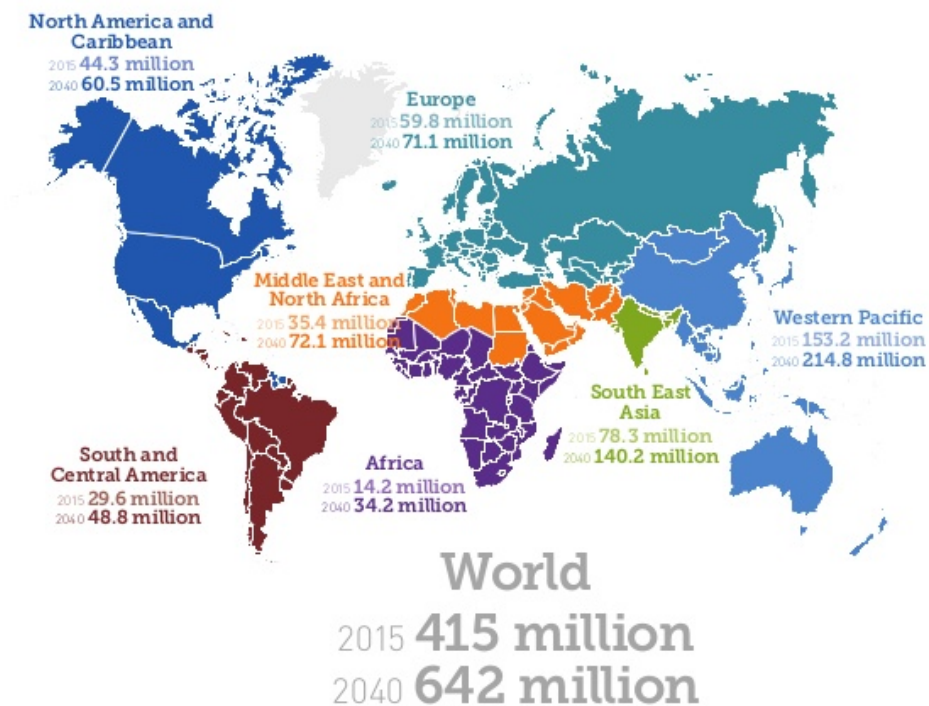 North America and
Caribbean
2015 44.3 million
2040 60.5 million
Europe
2015 59.8 million
2040 71.1 million
Middle East and
North Africa
2015 35.4 million
2040 72.1 million
Western Pacific
2015 153.2 million
2040 214.8 million
South East
Asia
2015 78.3 million
2040 140.2 million
South and
Central America
2015 29.6 million
2040 48.8 million
Africa
2015 14.2 million
2040 34.2 million
World
2015 415 million
2040 642 million